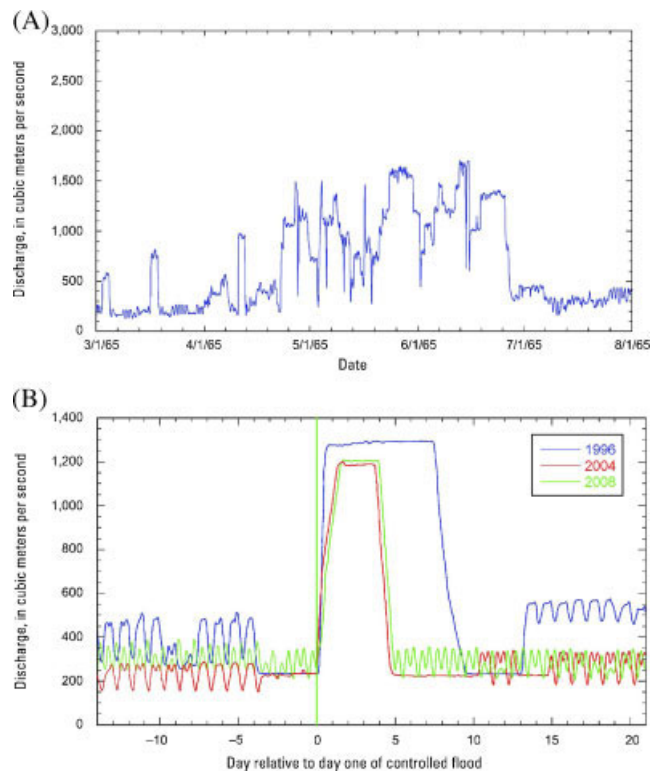 (A)
3,000
2,500
2,000
1,500
1,000
500
0
Discharge, in cubic meters per second
3/1/65 4/1/65 5/1/65 6/1/65 7/1/65 8/1/65
Date
(B)
1,400
1,200
1,000
800
600
400
200
0
Discharge, in cubic meters per second
1996
2004
2008
−10 −5 0 5 10 15 20
Day relative to day one of controlled flood